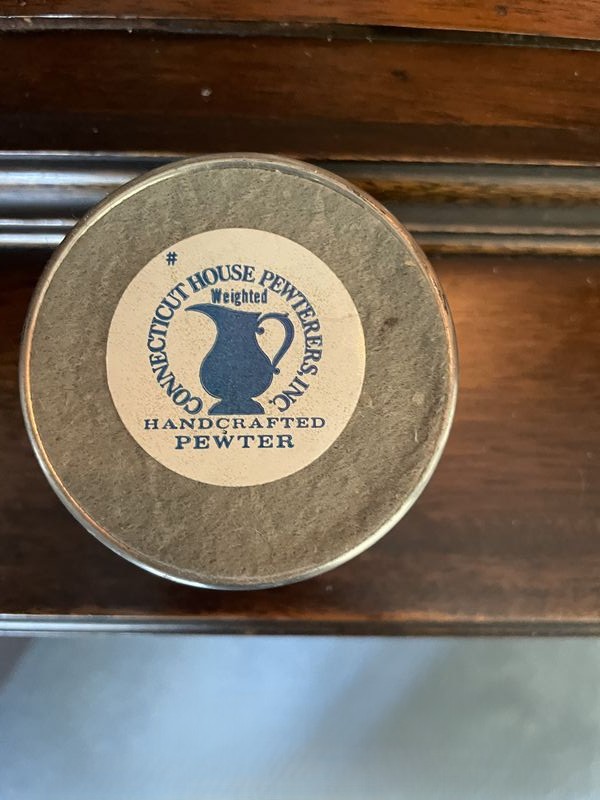 #
CONNECTICUT HOUSE PEWTERERS, INC.
Weighted
HANDCRAFTED
PEWTER